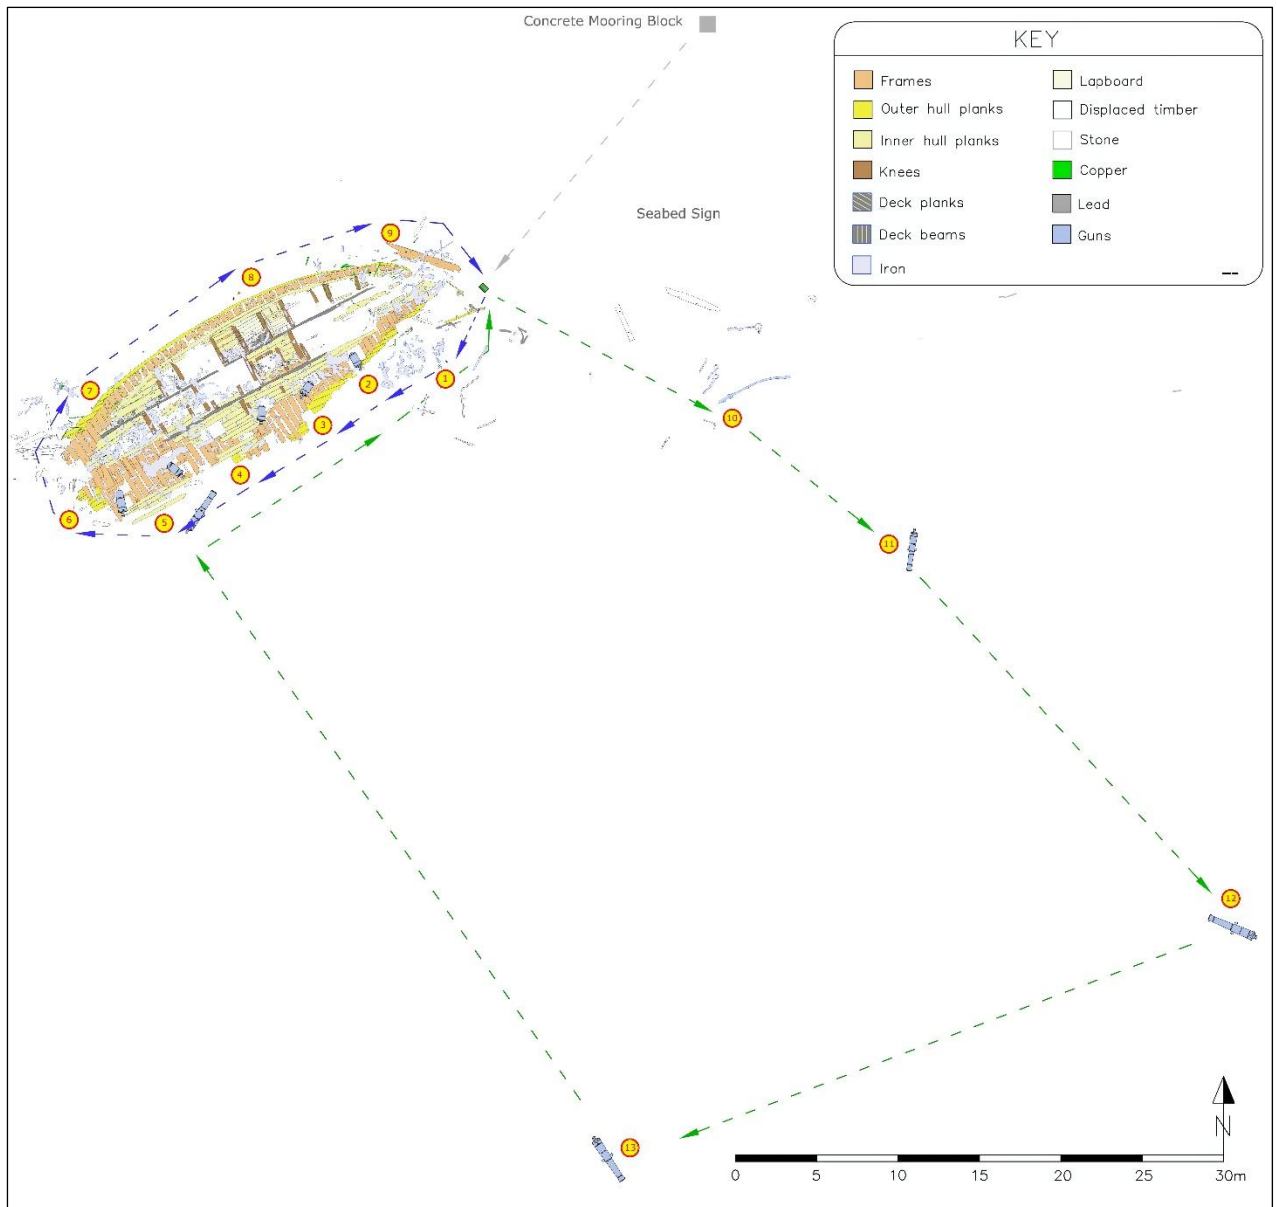 Concrete Mooring Block
KEY
Frames
Lapboard
Outer hull planks
Displaced timber
Inner hull planks
Stone
Knees
Copper
Deck planks
Lead
Deck beams
Guns
Iron
Seabed Sign
9
8
7
1
2
3
4
5
6
10
11
12
13
N
0 5 10 15 20 25 30m